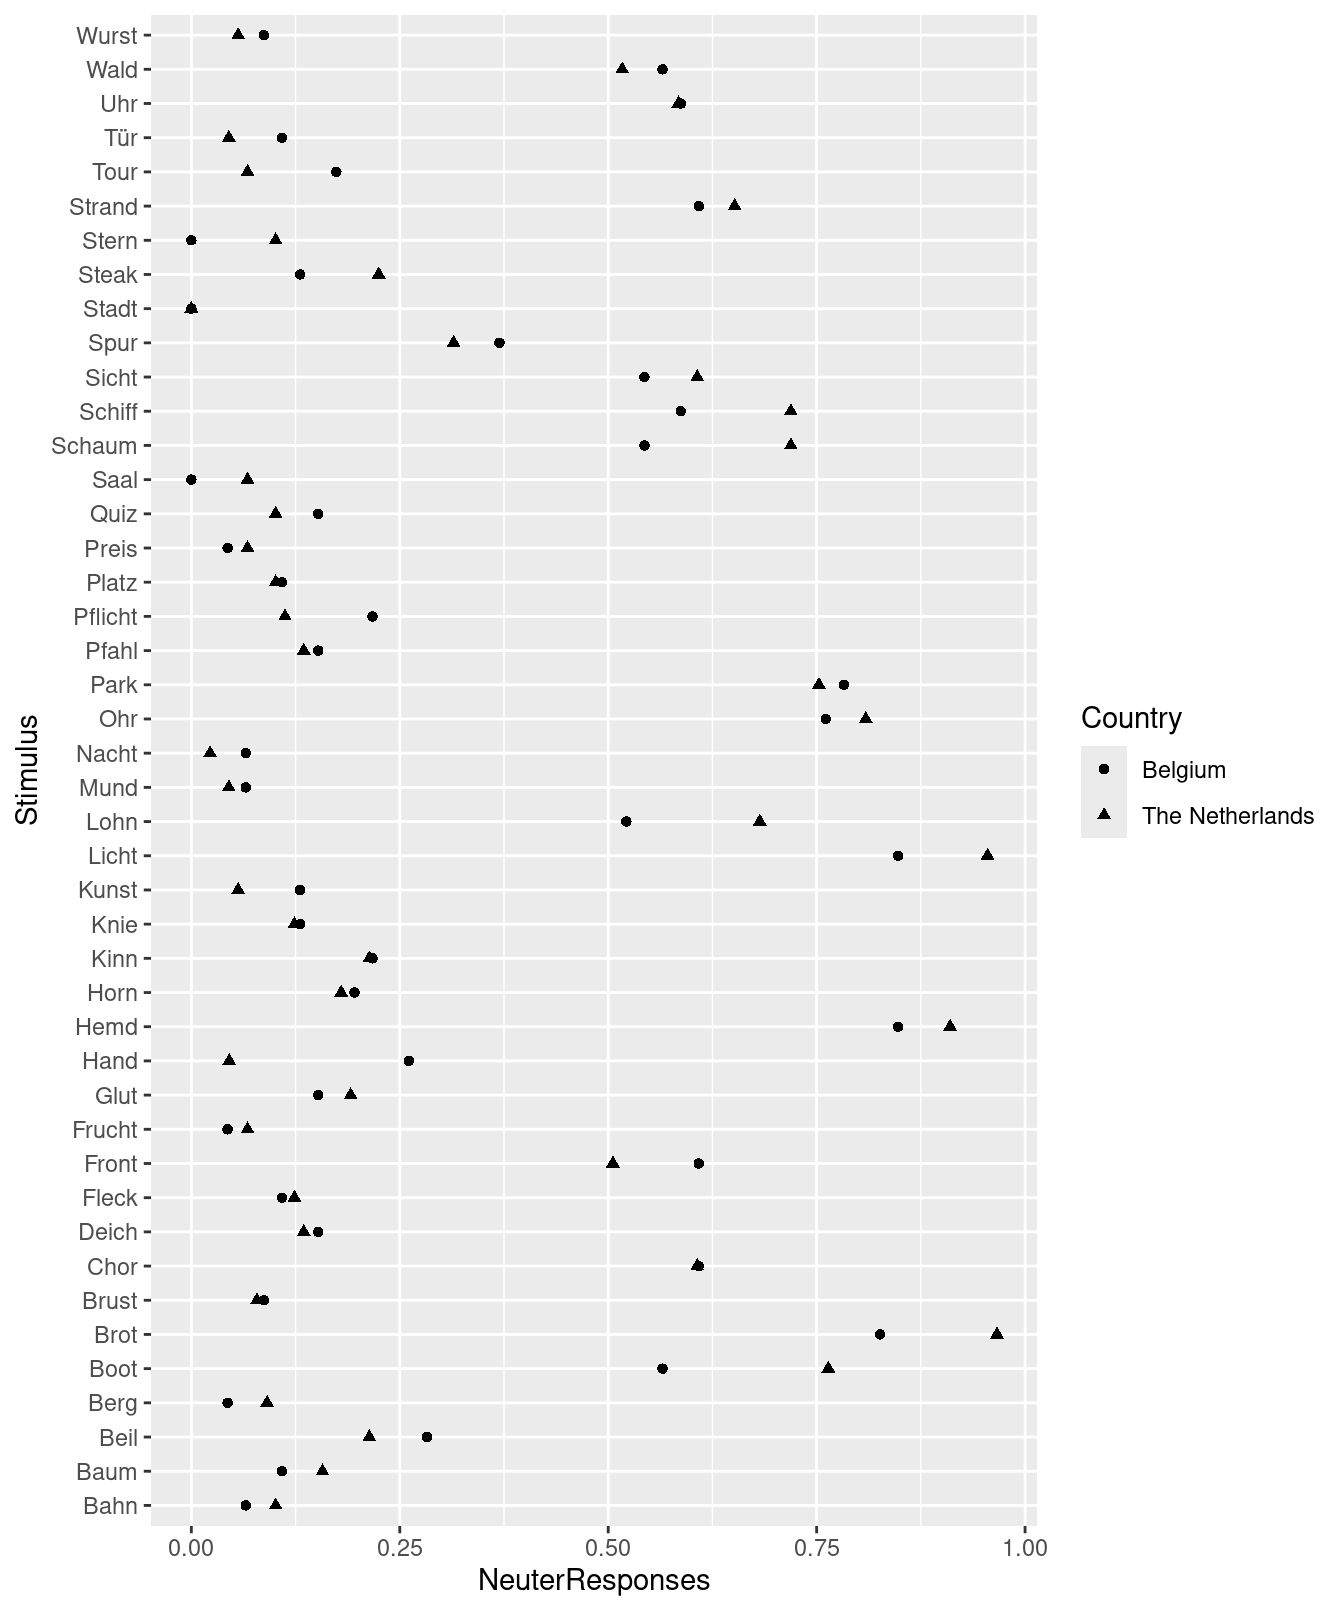 Wurst
Wald
Uhr
Tür
Tour
Strand
Stern
Steak
Stadt
Spur
Sicht
Schiff
Schaum
Saal
Quiz
Preis
Platz
Pflicht
Pfahl
Park
Ohr
Nacht
Mund
Lohn
Licht
Kunst
Knie
Kinn
Horn
Hemd
Hand
Glut
Frucht
Front
Fleck
Deich
Chor
Brust
Brot
Boot
Berg
Beil
Baum
Bahn
Stimulus
0.00 0.25 0.50 0.75 1.00
NeuterResponses
Country
Belgium
The Netherlands